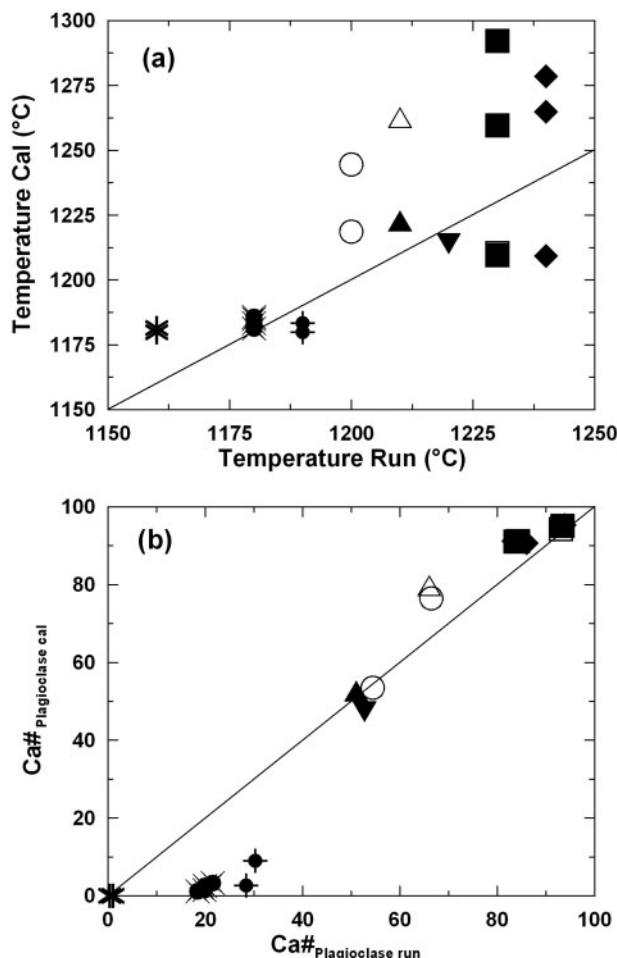 1300
(a)
1275
1250
1225
1200
1175
1150
Temperature Cal (°C)
1150 1175 1200 1225 1250
Temperature Run (°C)
100
(b)
80
60
40
20
0
Ca# Plagioclase cal
0 20 40 60 80 100
Ca# Plagioclase run